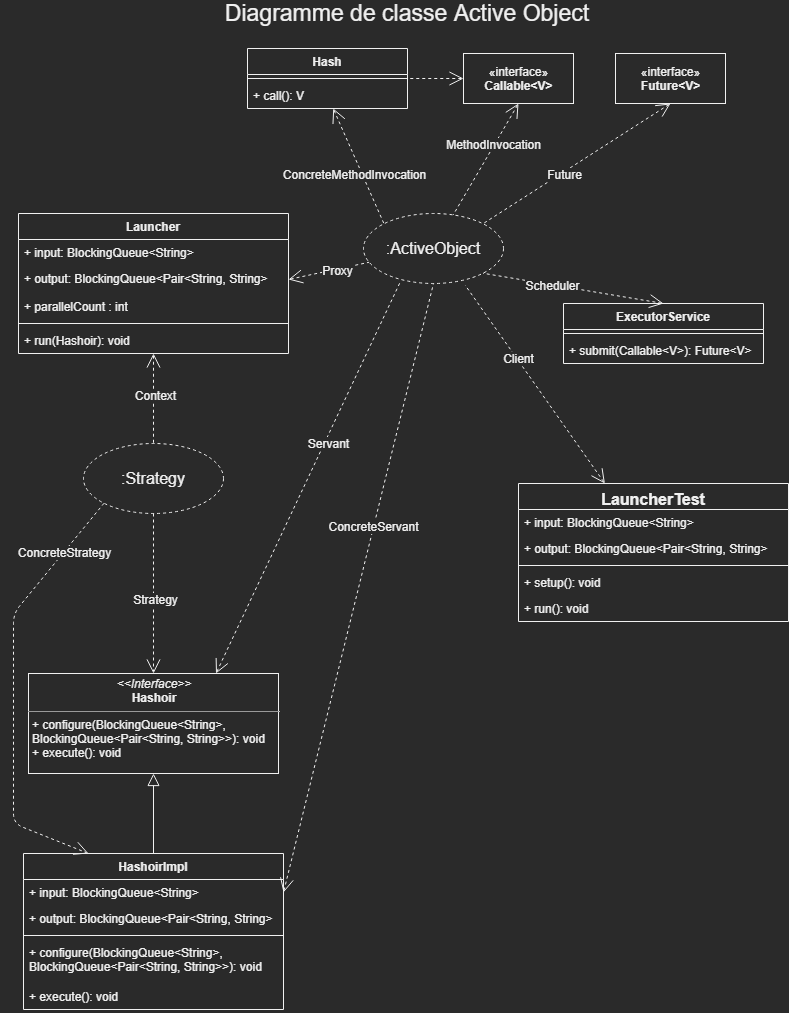 Diagramme de classe Active Object
Hash
+ call(): V
«interface»
Callable<V>
«interface»
Future<V>
MethodInvocation
ConcreteMethodInvocation
Future
Launcher
+ input: BlockingQueue<String>
+ output: BlockingQueue<Pair<String, String>
+ parallelCount : int
+ run(Hashoir): void
:ActiveObject
Proxy
Scheduler
ExecutorService
+ submit(Callable<V>): Future<V>
Client
Context
Servant
:Strategy
LauncherTest
+ input: BlockingQueue<String>
+ output: BlockingQueue<Pair<String, String>
+ setup(): void
+ run(): void
ConcreteServant
ConcreteStrategy
Strategy
<<Interface>>
Hashoir
+ configure(BlockingQueue<String>,
BlockingQueue<Pair<String, String>>): void
+ execute(): void
HashoirImpl
+ input: BlockingQueue<String>
+ output: BlockingQueue<Pair<String, String>
+ configure(BlockingQueue<String>,
BlockingQueue<Pair<String, String>>): void
+ execute(): void